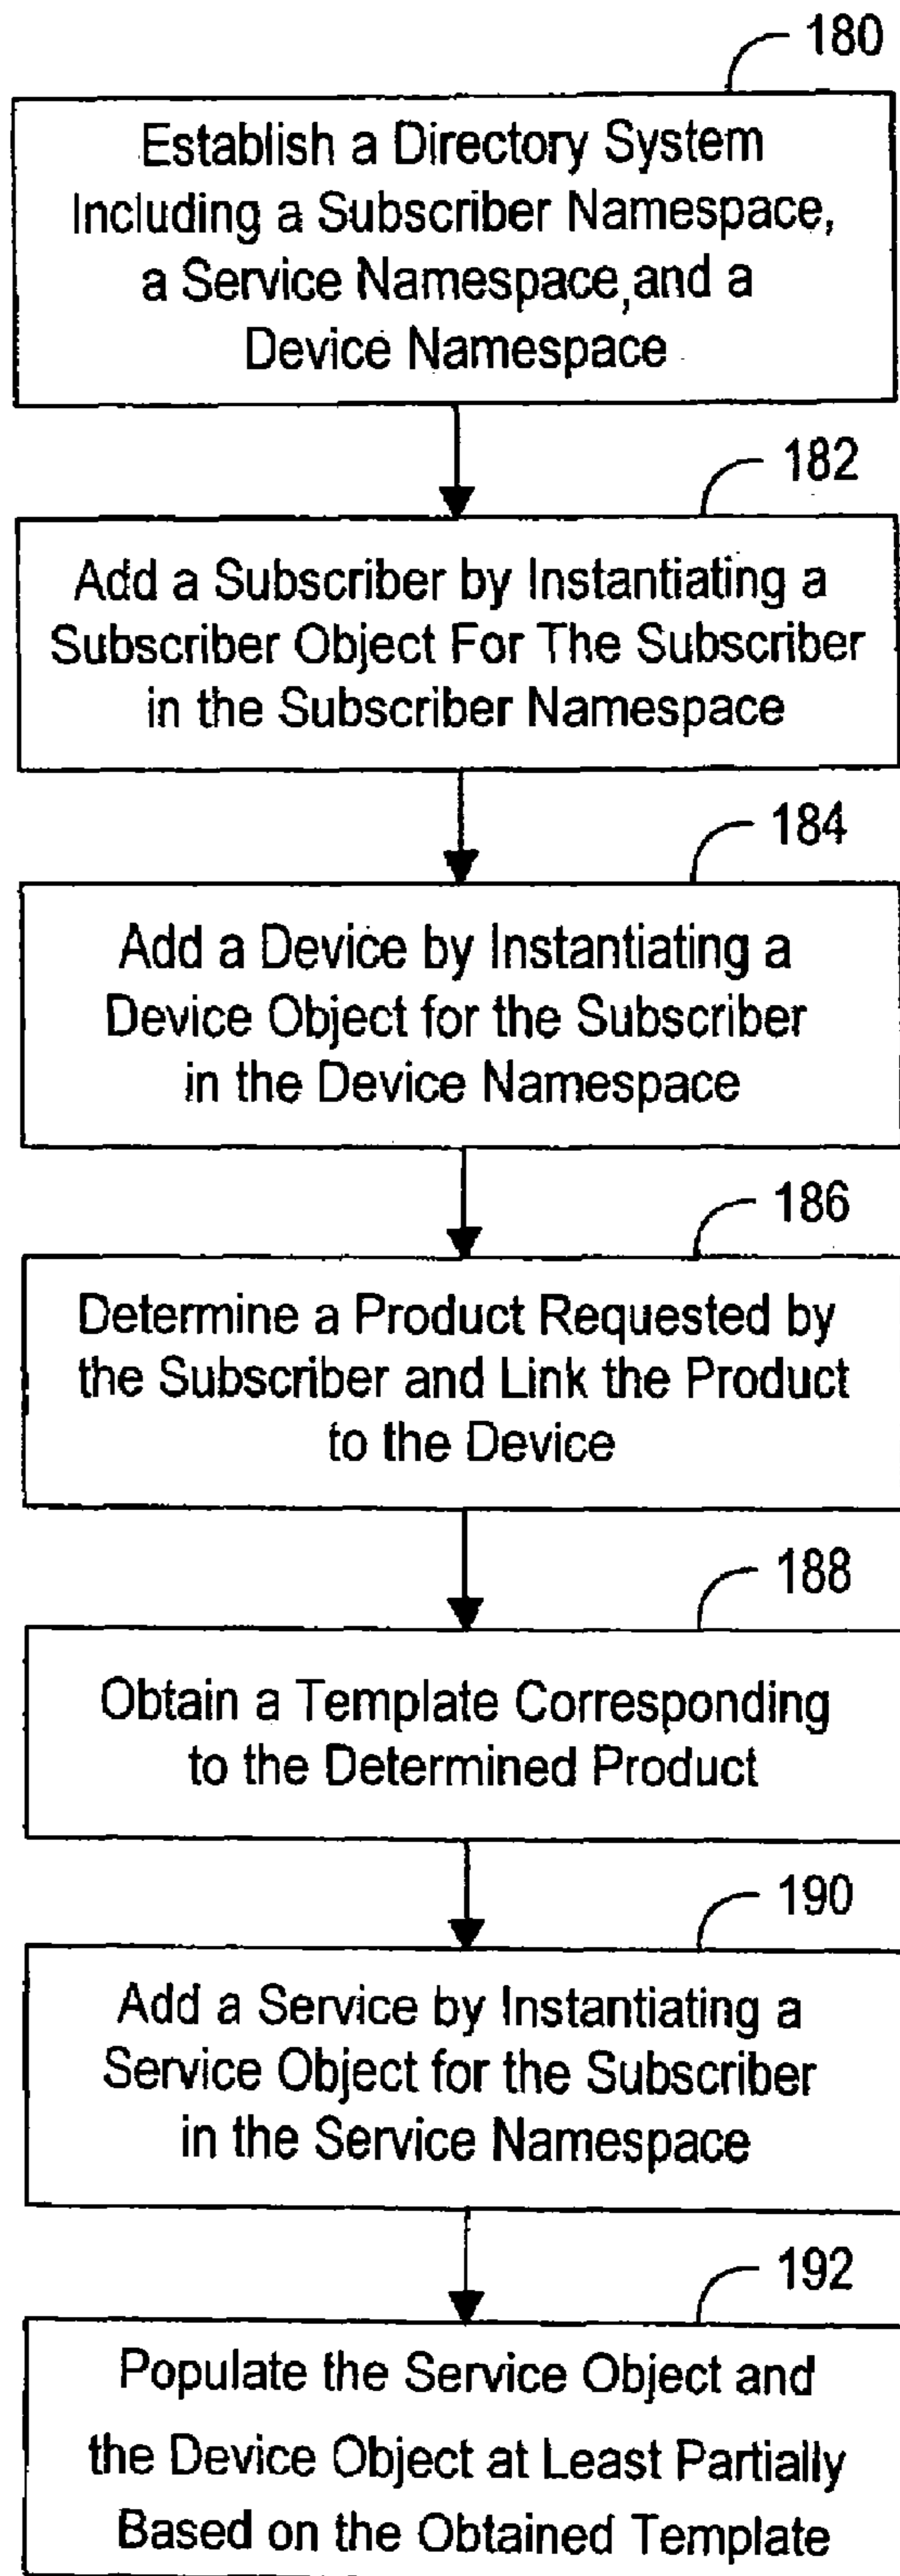 180
Establish a Directory System
Including a Subscriber Namespace,
a Service Namespace,and a
Device Namespace
182
Add a Subscriber by Instantiating a
Subscriber Object For The Subscriber
in the Subscriber Namespace
184
Add a Device by Instantiating a
Device Object for the Subscriber
in the Device Namespace
186
Determine a Product Requested by
the Subscriber and Link the Product
to the Device
188
Obtain a Template Corresponding
to the Determined Product
190
Add a Service by Instantiating a
Service Object for the Subscriber
in the Service Namespace
192
Populate the Service Object and
the Device Object at Least Partially
Based on the Obtained Template